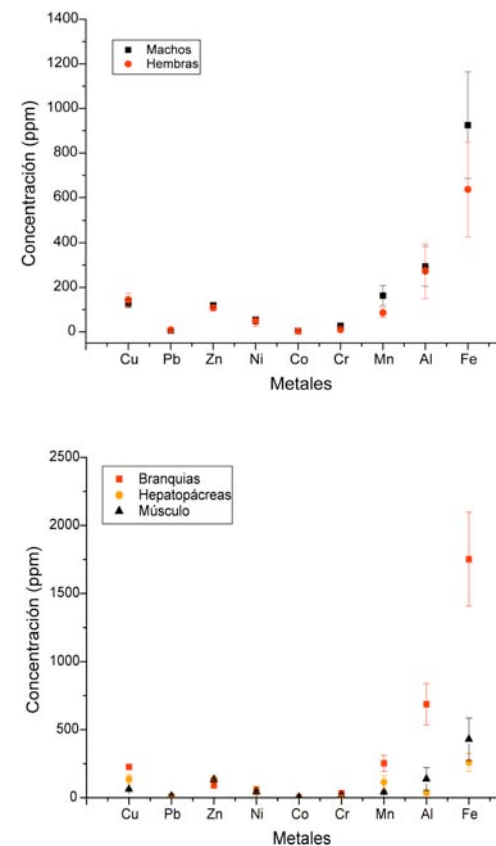 1400
1200
1000
800
600
400
200
0
Concentración (ppm)
Machos
Hembras
Cu Pb Zn Ni Co Cr Mn Al Fe
Metales
2500
2000
1500
1000
500
0
Concentración (ppm)
Branquias
Hepatopácreas
Músculo
Cu Pb Zn Ni Co Cr Mn Al Fe
Metales